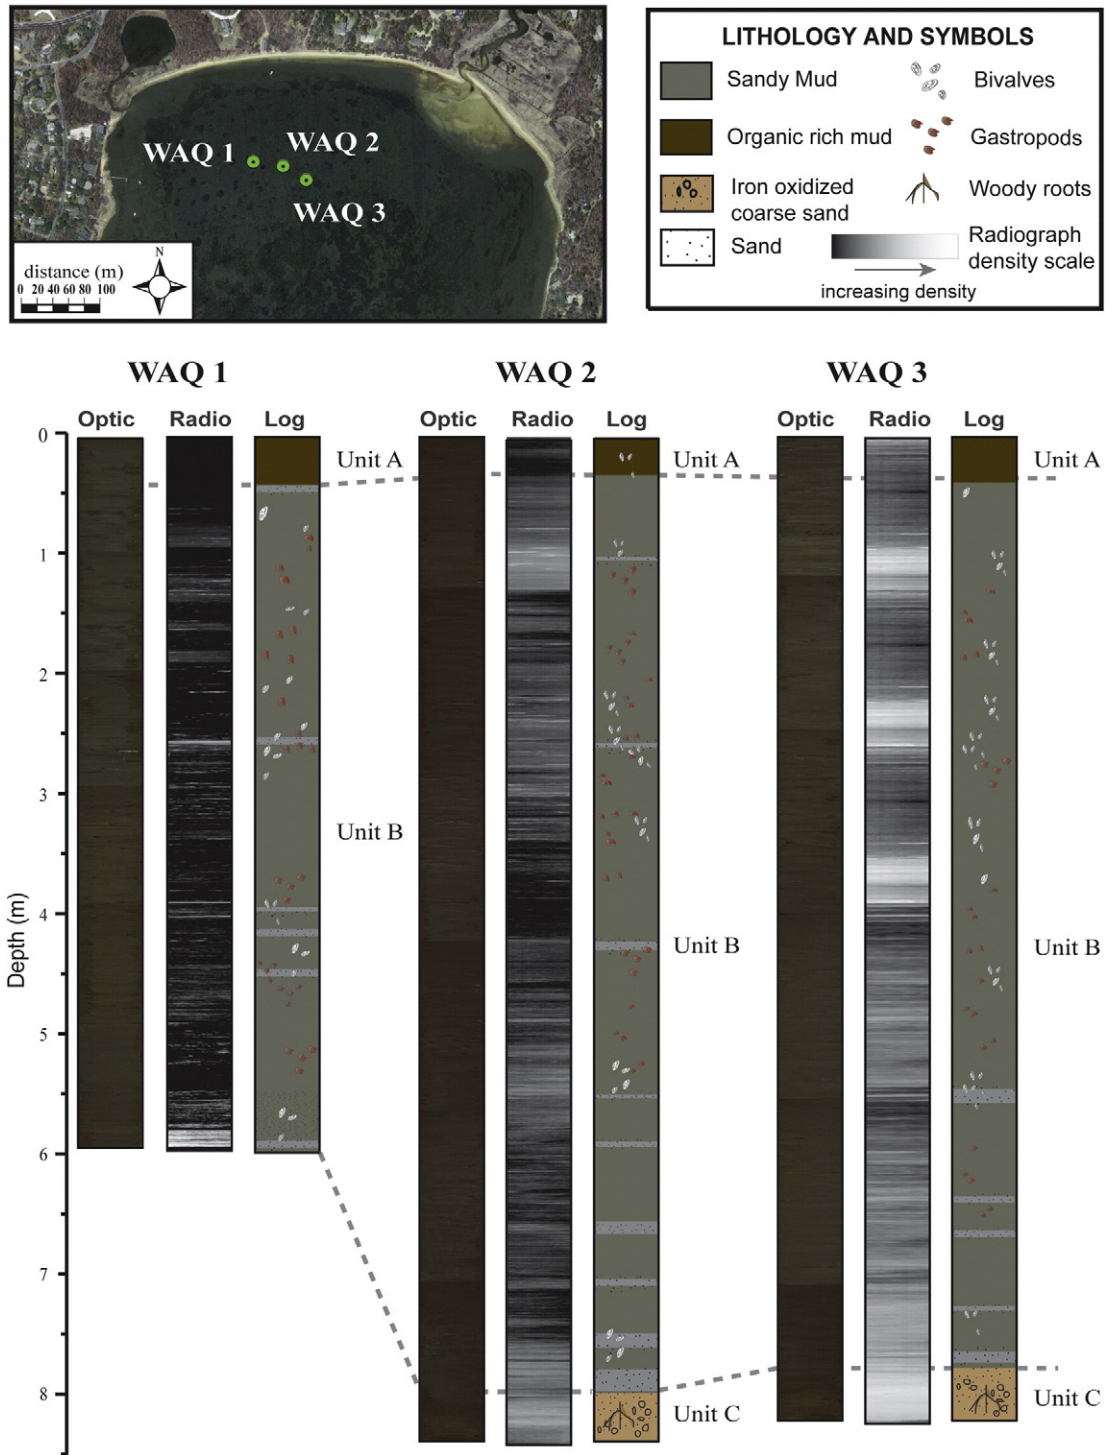 WAQ 1
WAQ 2
WAQ 3
distance (m)
0 20 40 60 80 100
N
LITHOLOGY AND SYMBOLS
Sandy Mud
Bivalves
Organic rich mud
Gastropods
Iron oxidized
coarse sand
Woody roots
Sand
Radiograph
density scale
increasing density
WAQ 1
WAQ 2
WAQ 3
Optic Radio Log
Optic Radio Log
Optic Radio Log
Depth (m)
0
1
2
3
4
5
6
7
8
Unit A
Unit B
Unit A
Unit B
Unit C
Unit A
Unit B
Unit C